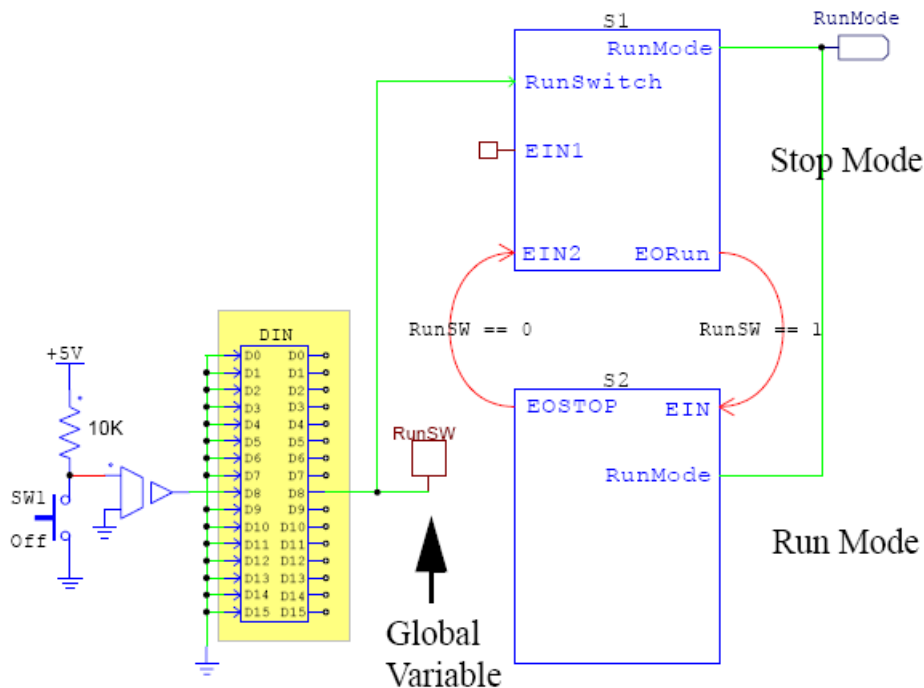 S1
RunMode
RunMode
RunSwitch
EIN1
Stop Mode
EIN2
EORun
RunSW == 0
RunSW == 1
DIN
+5V
10K
SW1
Off
D0 D0
D1 D1
D2 D2
D3 D3
D4 D4
D5 D5
D6 D6
D7 D7
D8 D8
D9 D9
D10 D10
D11 D11
D12 D12
D13 D13
D14 D14
D15 D15
RunSW
S2
EOSTOP
EIN
RunMode
Run Mode
Global
Variable